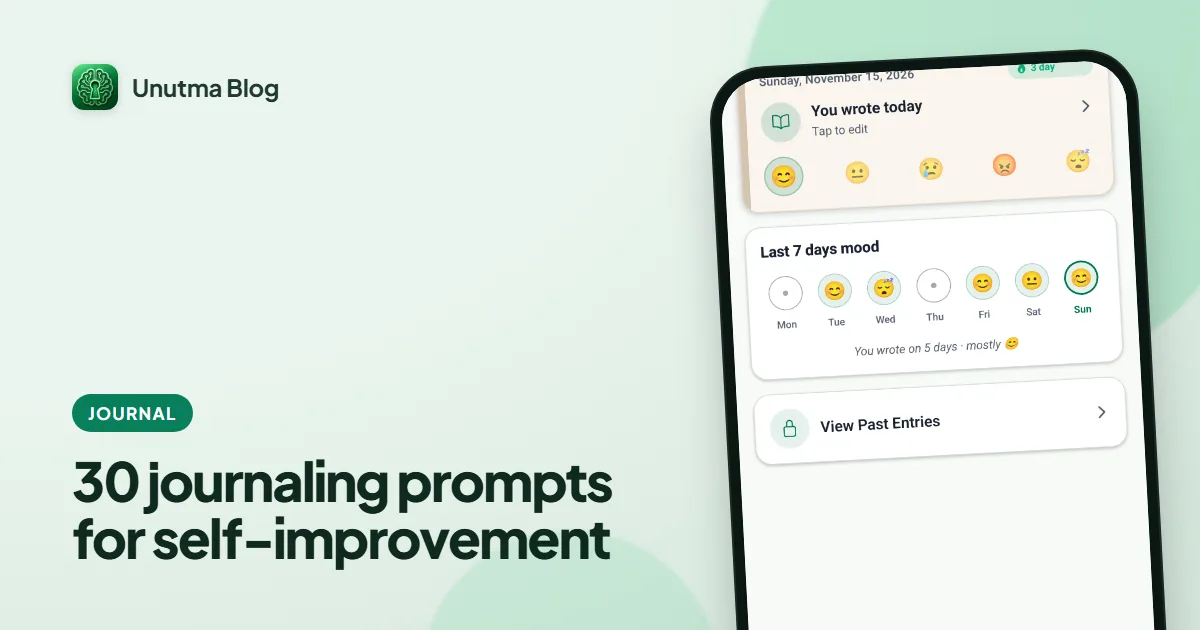 Unutma Blog
JOURNAL
30 journaling prompts
for self-improvement
Sunday, November 15, 2026
3 day
You wrote today
Tap to edit
Last 7 days mood
Mon Tue Wed Thu Fri Sat Sun
You wrote on 5 days · mostly 😊
View Past Entries